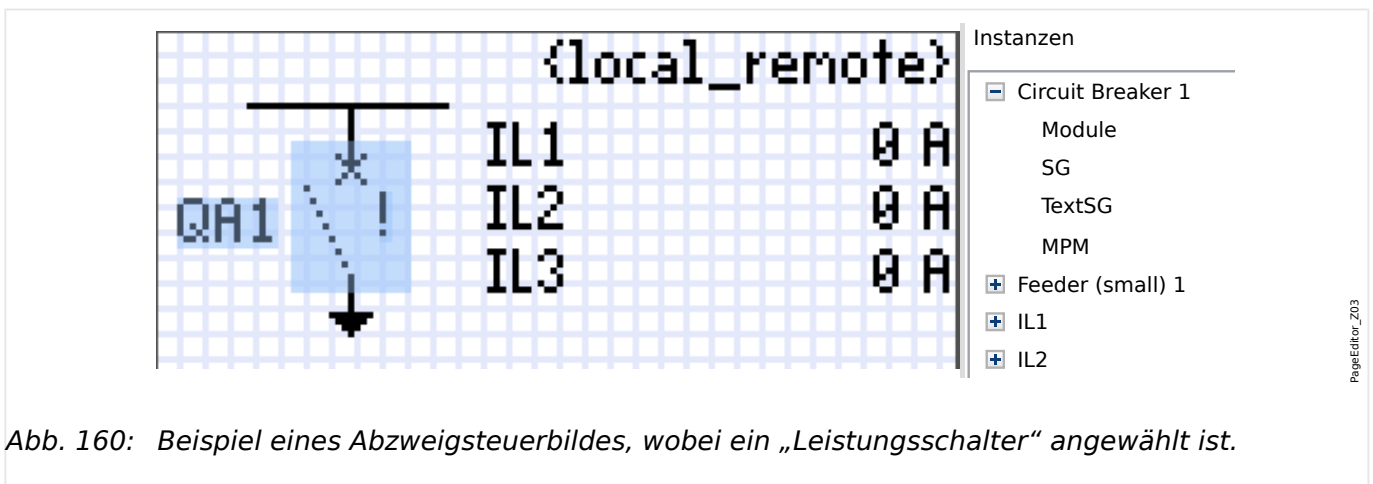 {local_remote}
QA1
!
IL1 0 A
IL2 0 A
IL3 0 A
Instanzen
Circuit Breaker 1
Module
SG
TextSG
MPM
Feeder (small) 1
IL1
IL2
PageEditor_Z03
Abb. 160: Beispiel eines Abzweigsteuerbildes, wobei ein „Leistungsschalter“ angewählt ist.